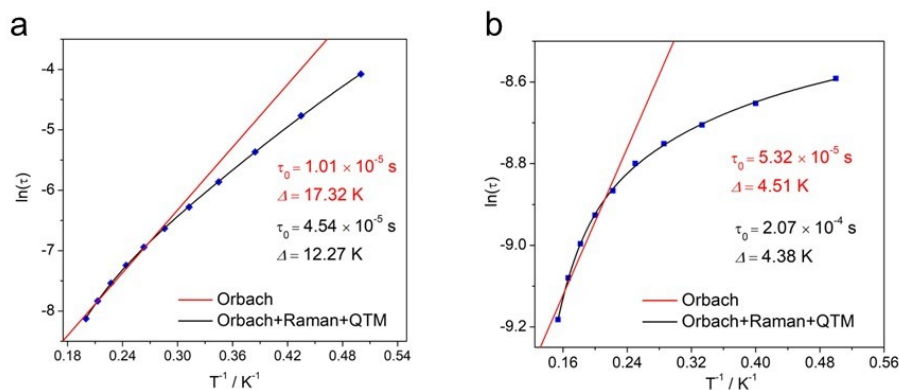 a
-4
-5
-6
-7
-8
τ₀ = 1.01 × 10⁻⁵ s
Δ = 17.32 K
τ₀ = 4.54 × 10⁻⁵ s
Δ = 12.27 K
Orbach
Orbach+Raman+QTM
0.18 0.24 0.30 0.36 0.42 0.48 0.54
T⁻¹ / K⁻¹
ln(τ)
b
-8.6
-8.8
-9.0
-9.2
τ₀ = 5.32 × 10⁻⁵ s
Δ = 4.51 K
τ₀ = 2.07 × 10⁻⁴
Δ = 4.38 K
Orbach
Orbach+Raman+QTM
0.16 0.24 0.32 0.40 0.48 0.56
T⁻¹ / K⁻¹
ln(τ)